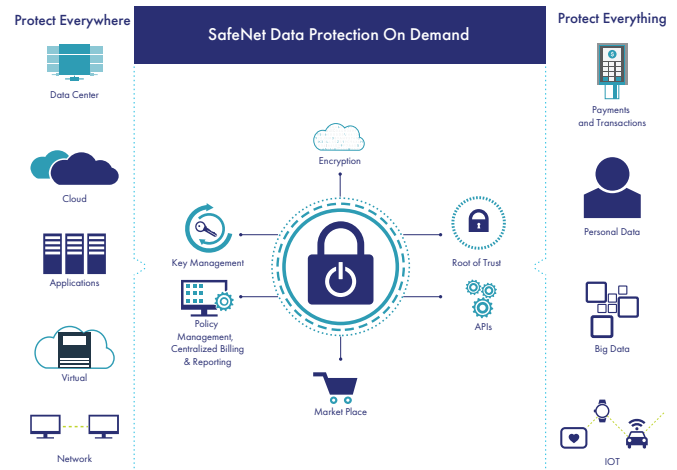 Protect Everywhere
SafeNet Data Protection On Demand
Protect Everything
Data Center
Cloud
Applications
Virtual
Network
Encryption
Key Management
Policy
Management,
Centralized Billing
& Reporting
Root of Trust
APIs
Market Place
$
Payments
and Transactions
Personal Data
Big Data
IOT